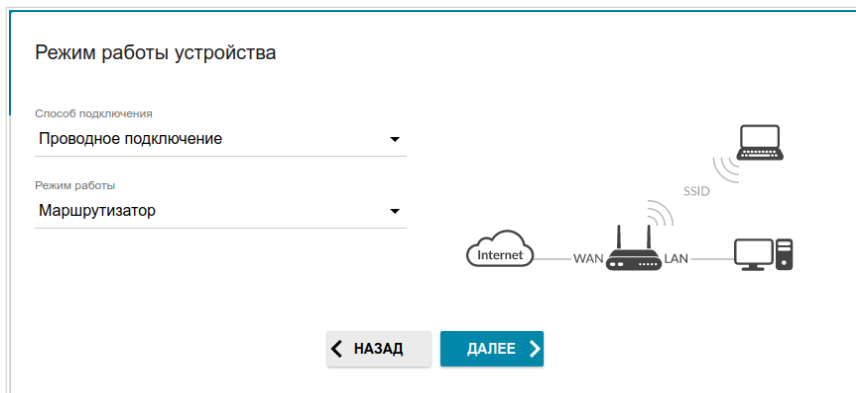 Режим работы устройства
Способ подключения
Проводное подключение
Режим работы
Маршрутизатор
SSID
Internet
WAN
LAN
НАЗАД
ДАЛЕЕ